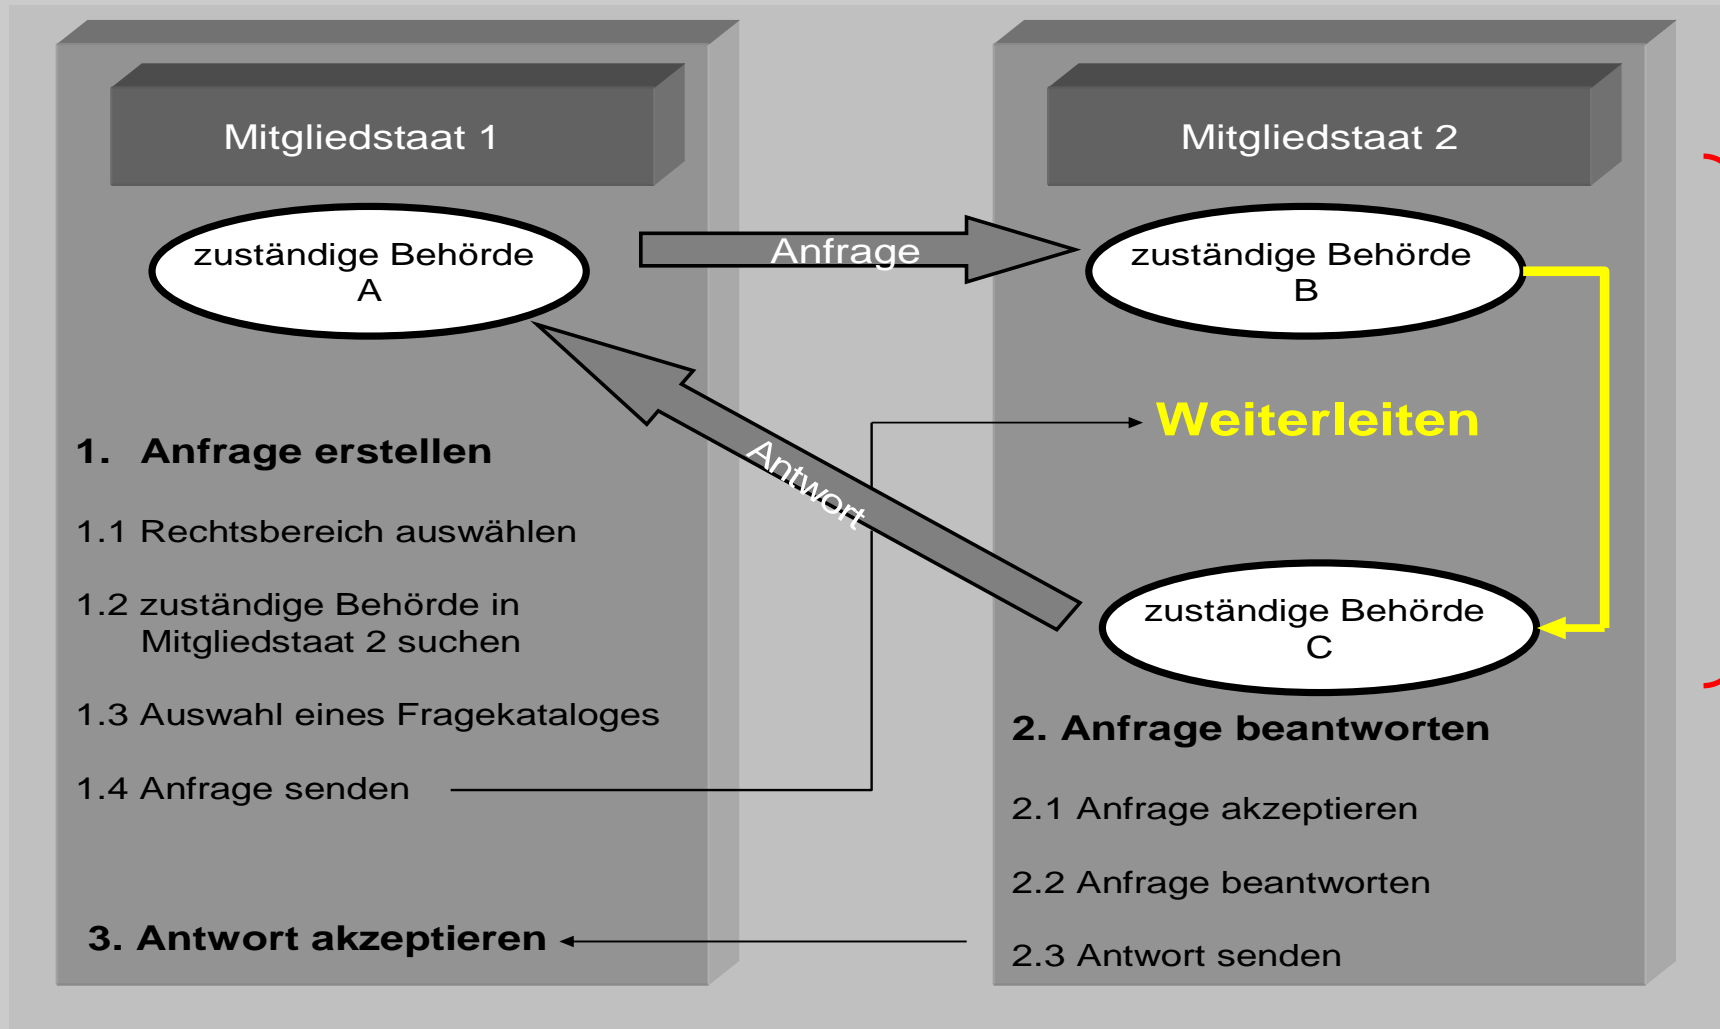 Mitgliedstaat 1
zuständige Behörde
A
Anfrage
Antwort
1. Anfrage erstellen
1.1 Rechtsbereich auswählen
1.2 zuständige Behörde in
Mitgliedstaat 2 suchen
1.3 Auswahl eines Fragekataloges
1.4 Anfrage senden
3. Antwort akzeptieren
Mitgliedstaat 2
zuständige Behörde
B
Weiterleiten
zuständige Behörde
C
2. Anfrage beantworten
2.1 Anfrage akzeptieren
2.2 Anfrage beantworten
2.3 Antwort senden